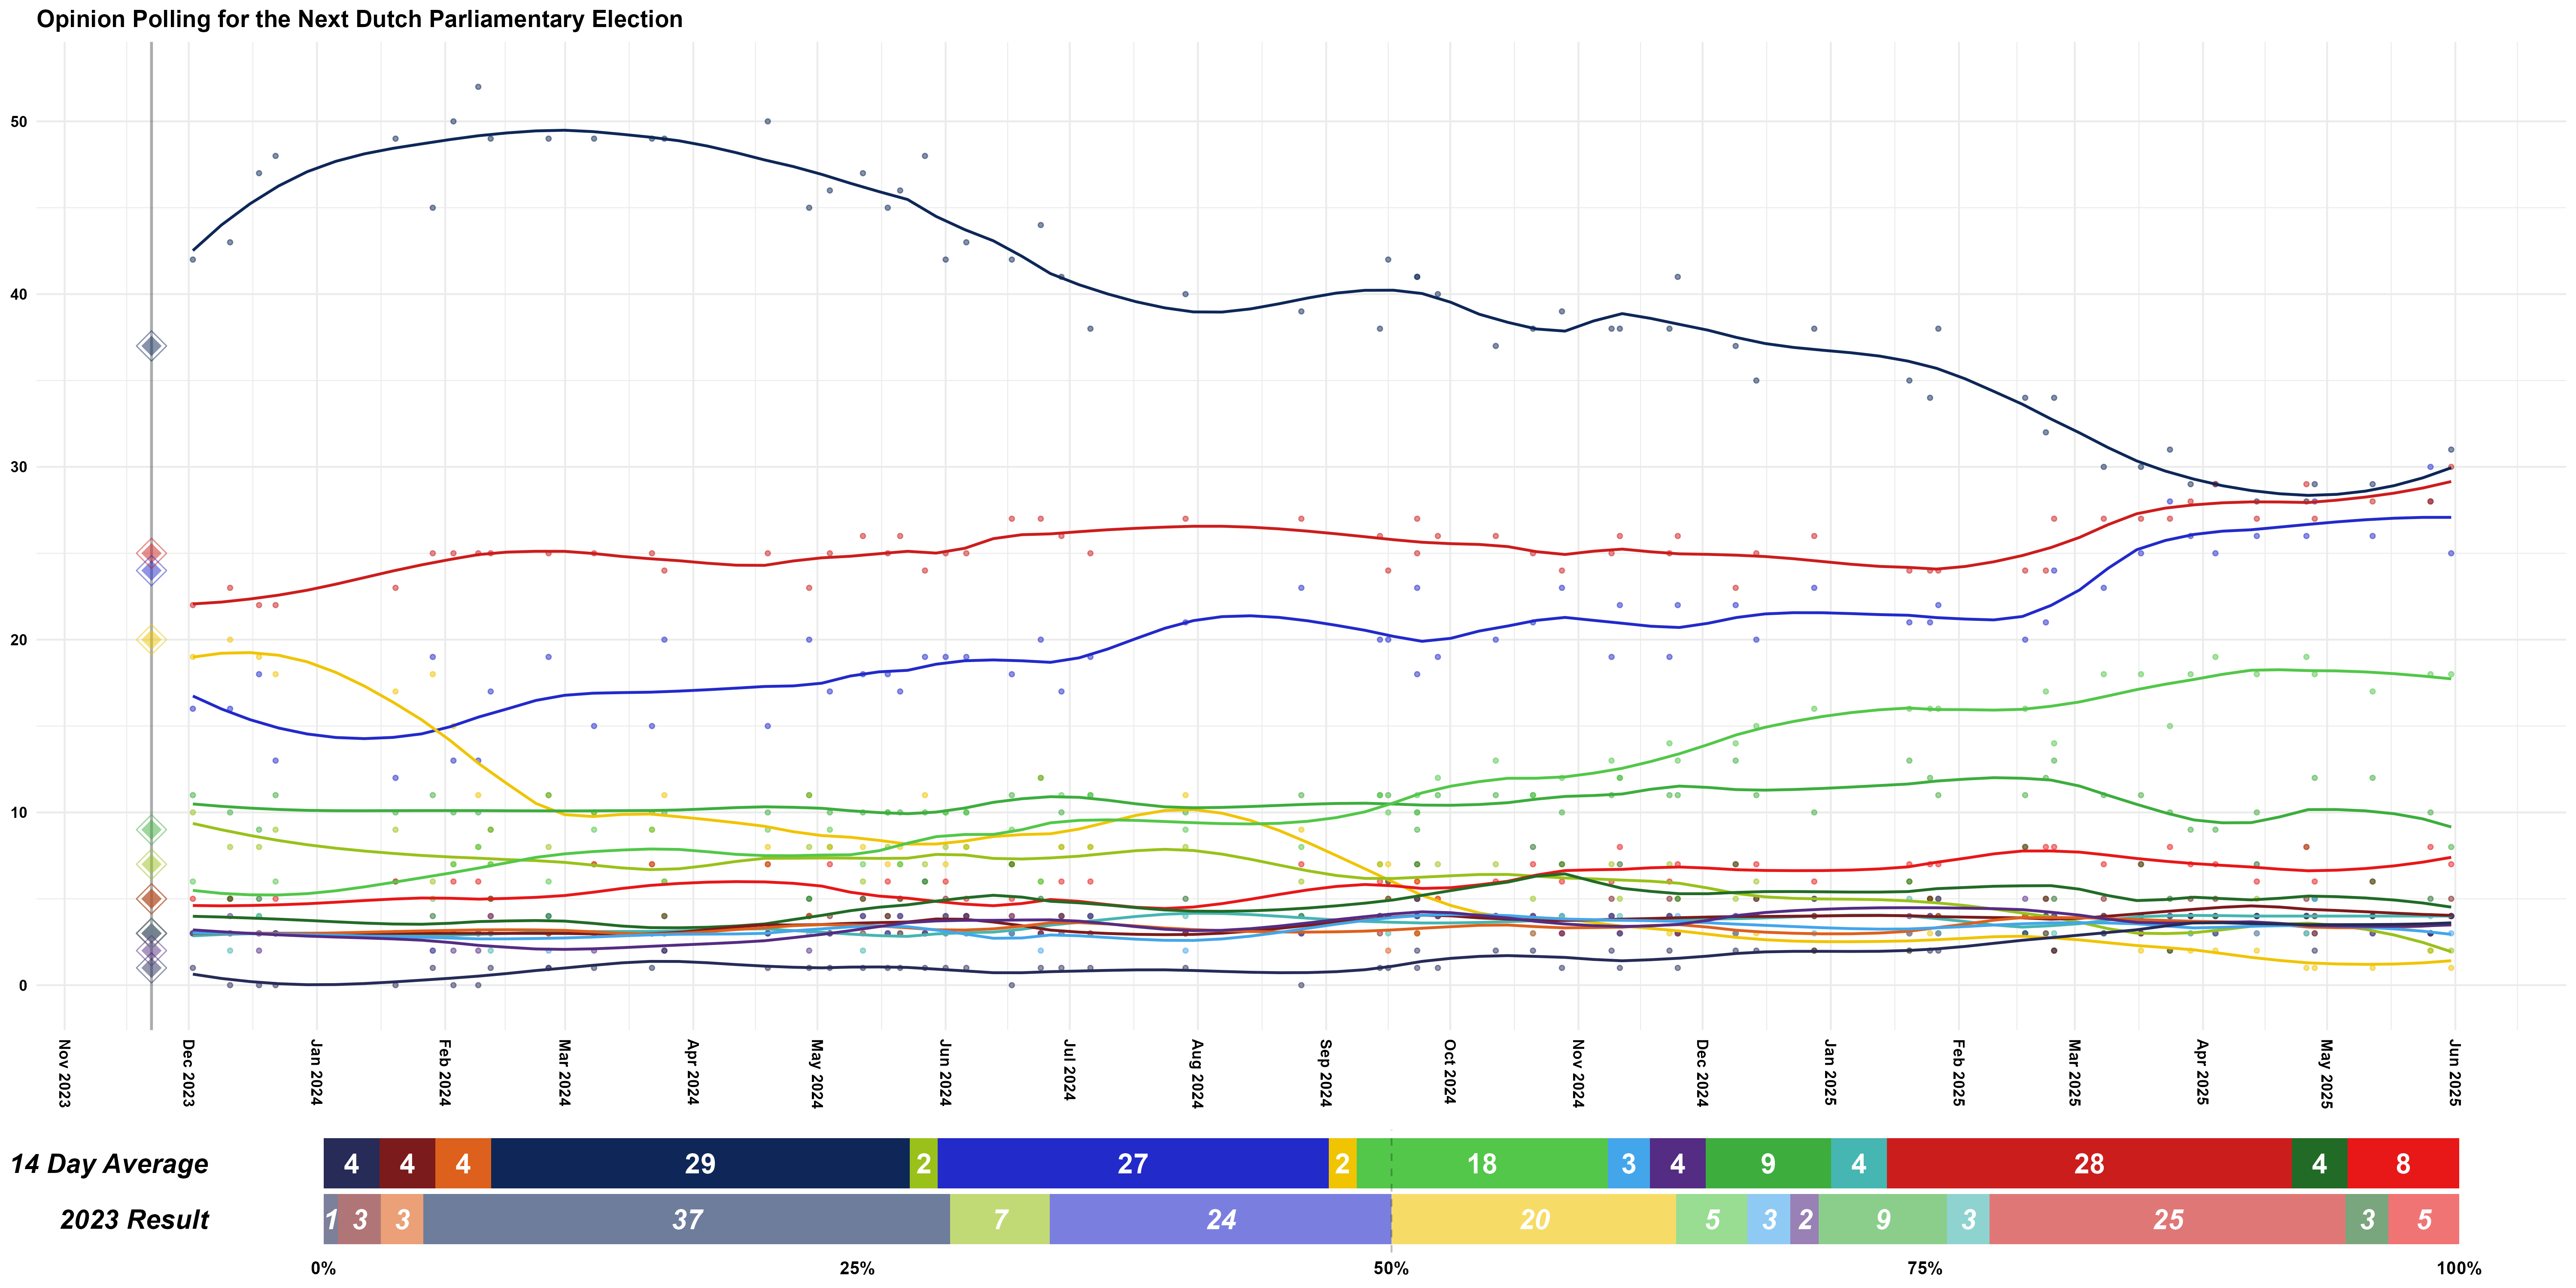 Opinion Polling for the Next Dutch Parliamentary Election
50
40
30
20
10
0
Nov 2023
Dec 2023
Jan 2024
Feb 2024
Mar 2024
Apr 2024
May 2024
Jun 2024
Jul 2024
Aug 2024
Sep 2024
Oct 2024
Nov 2024
Dec 2024
Jan 2025
Feb 2025
Mar 2025
Apr 2025
May 2025
Jun 2025
14 Day Average 4 4 4 29 2 27 2 18 3 4 9 4 28 4 8
2023 Result 1 3 3 37 7 24 20 5 3 2 9 3 25 3 5
0% 25% 50% 75% 100%